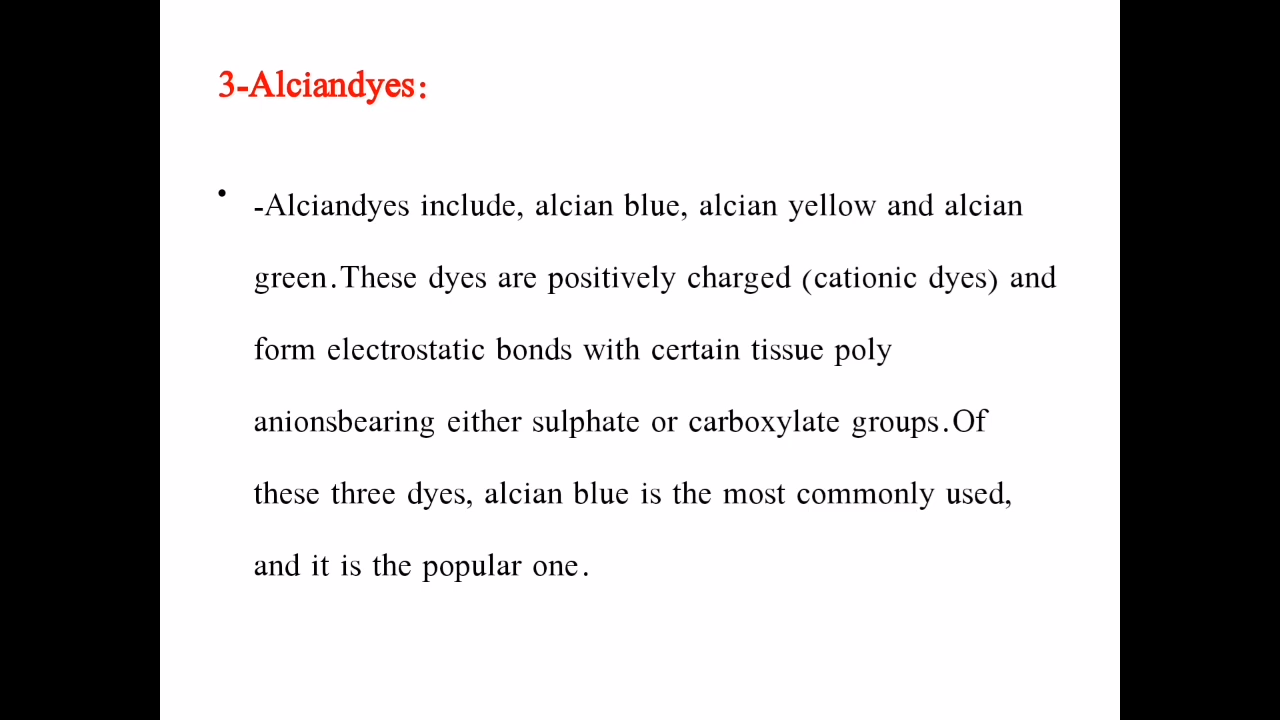 3-Alciandyes:
• -Alciandyes include, alcian blue, alcian yellow and alcian
green.These dyes are positively charged (cationic dyes) and
form electrostatic bonds with certain tissue poly
anionsbearing either sulphate or carboxylate groups.Of
these three dyes, alcian blue is the most commonly used,
and it is the popular one.